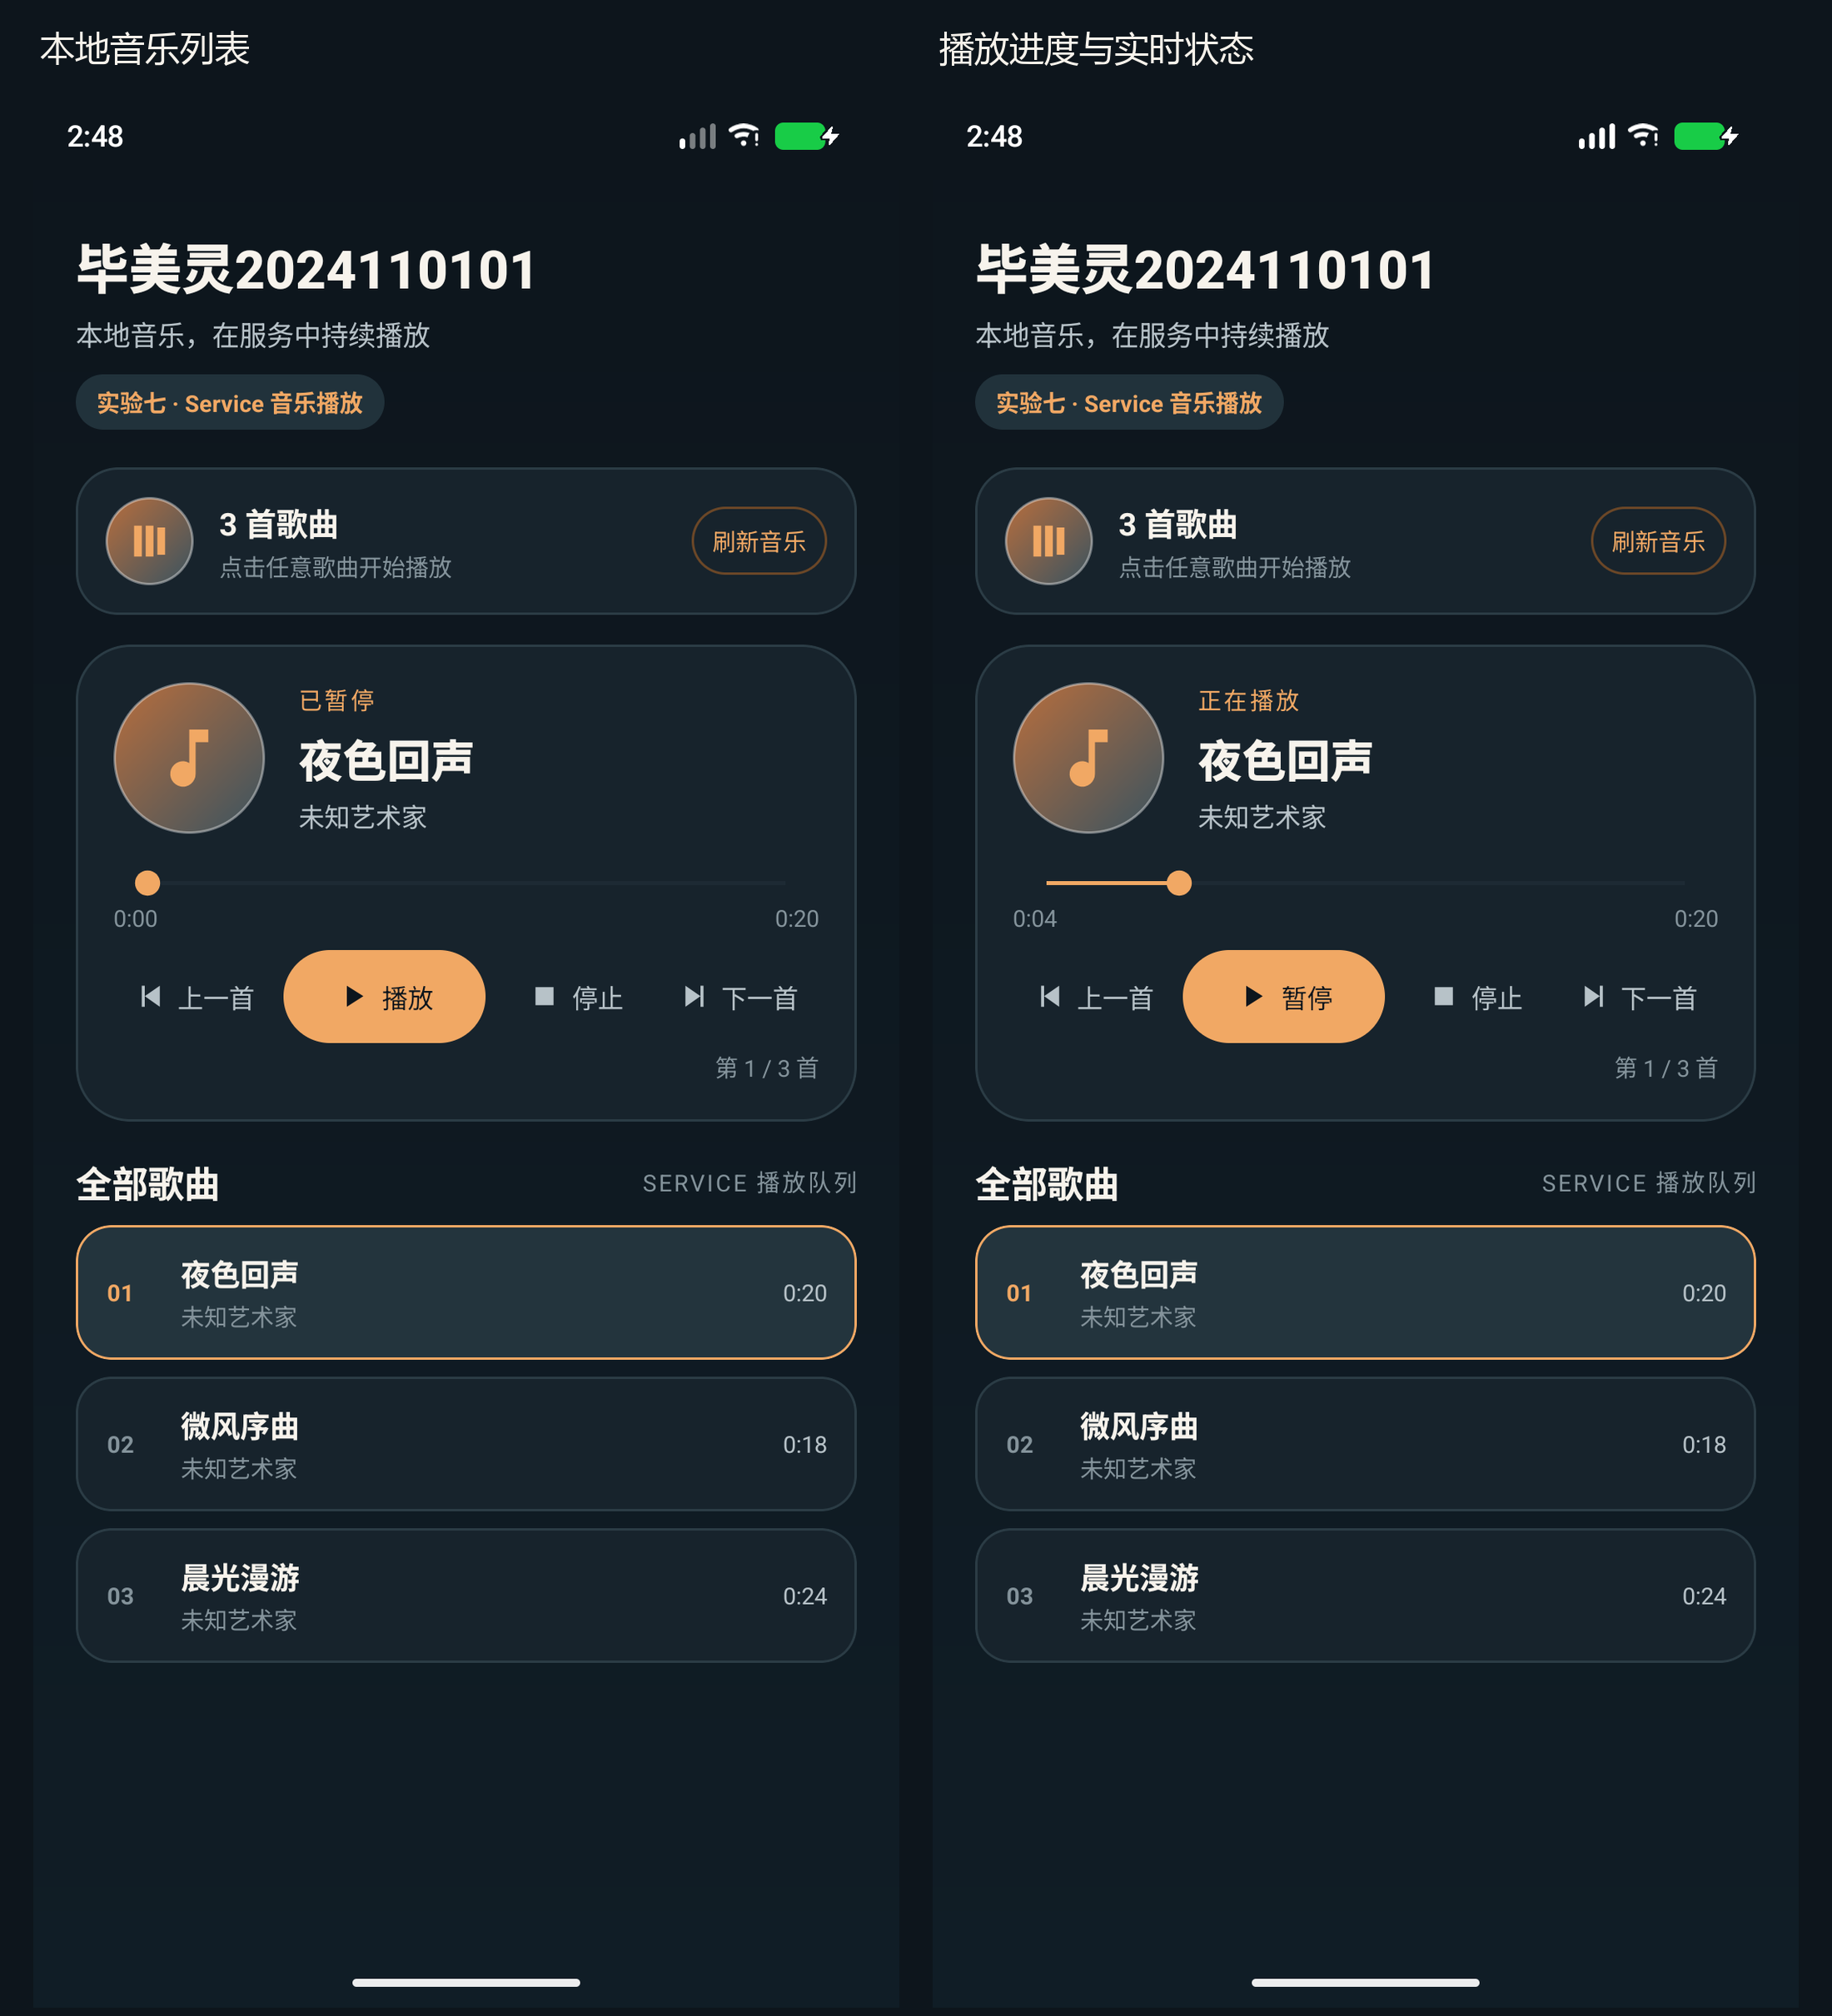 本地音乐列表
2:48
毕美灵2024110101
本地音乐，在服务中持续播放
实验七 · Service 音乐播放
3 首歌曲
点击任意歌曲开始播放
刷新音乐
已暂停
夜色回声
未知艺术家
0:00
0:20
上一首
播放
停止
下一首
第 1 / 3 首
全部歌曲
SERVICE 播放队列
01
夜色回声
未知艺术家
0:20
02
微风序曲
未知艺术家
0:18
03
晨光漫游
未知艺术家
0:24
播放进度与实时状态
2:48
毕美灵2024110101
本地音乐，在服务中持续播放
实验七 · Service 音乐播放
3 首歌曲
点击任意歌曲开始播放
刷新音乐
正在播放
夜色回声
未知艺术家
0:04
0:20
上一首
暂停
停止
下一首
第 1 / 3 首
全部歌曲
SERVICE 播放队列
01
夜色回声
未知艺术家
0:20
02
微风序曲
未知艺术家
0:18
03
晨光漫游
未知艺术家
0:24